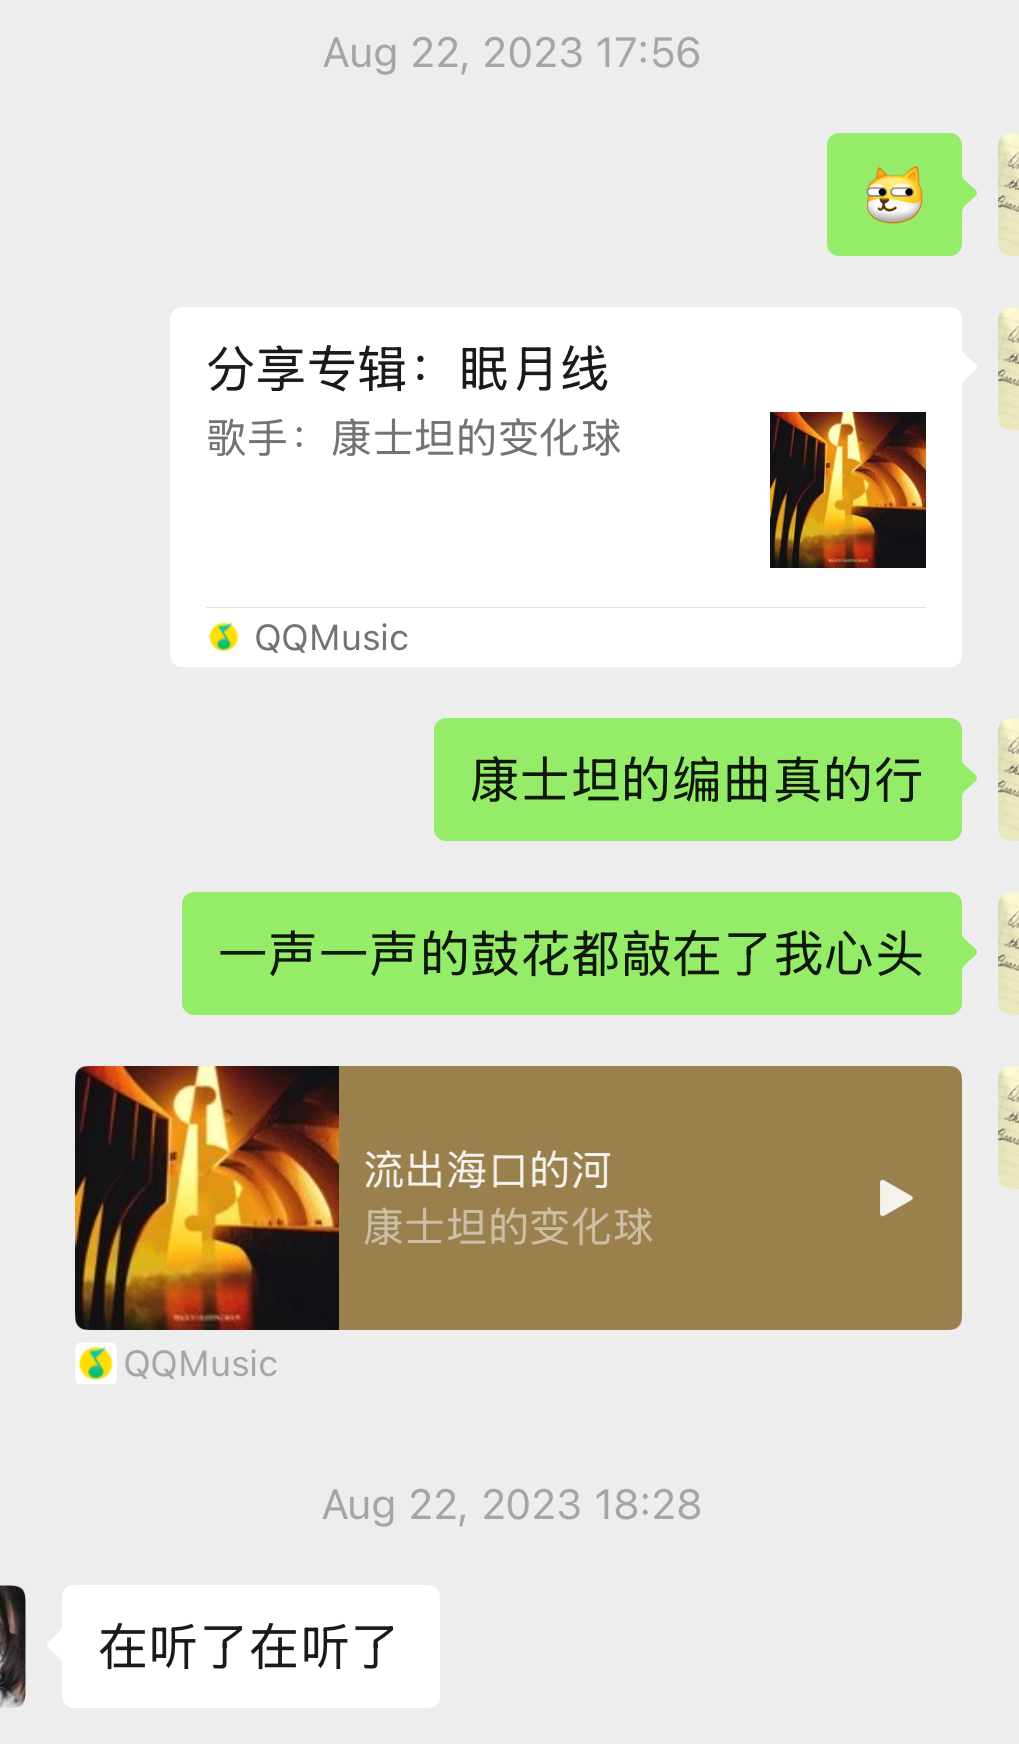 Aug 22, 2023 17:56
分享专辑：眠月线
歌手：康士坦的变化球
QQMusic
康士坦的编曲真的行
一声一声的鼓花都敲在了我心头
流出海口的河
康士坦的变化球
QQMusic
Aug 22, 2023 18:28
在听了在听了